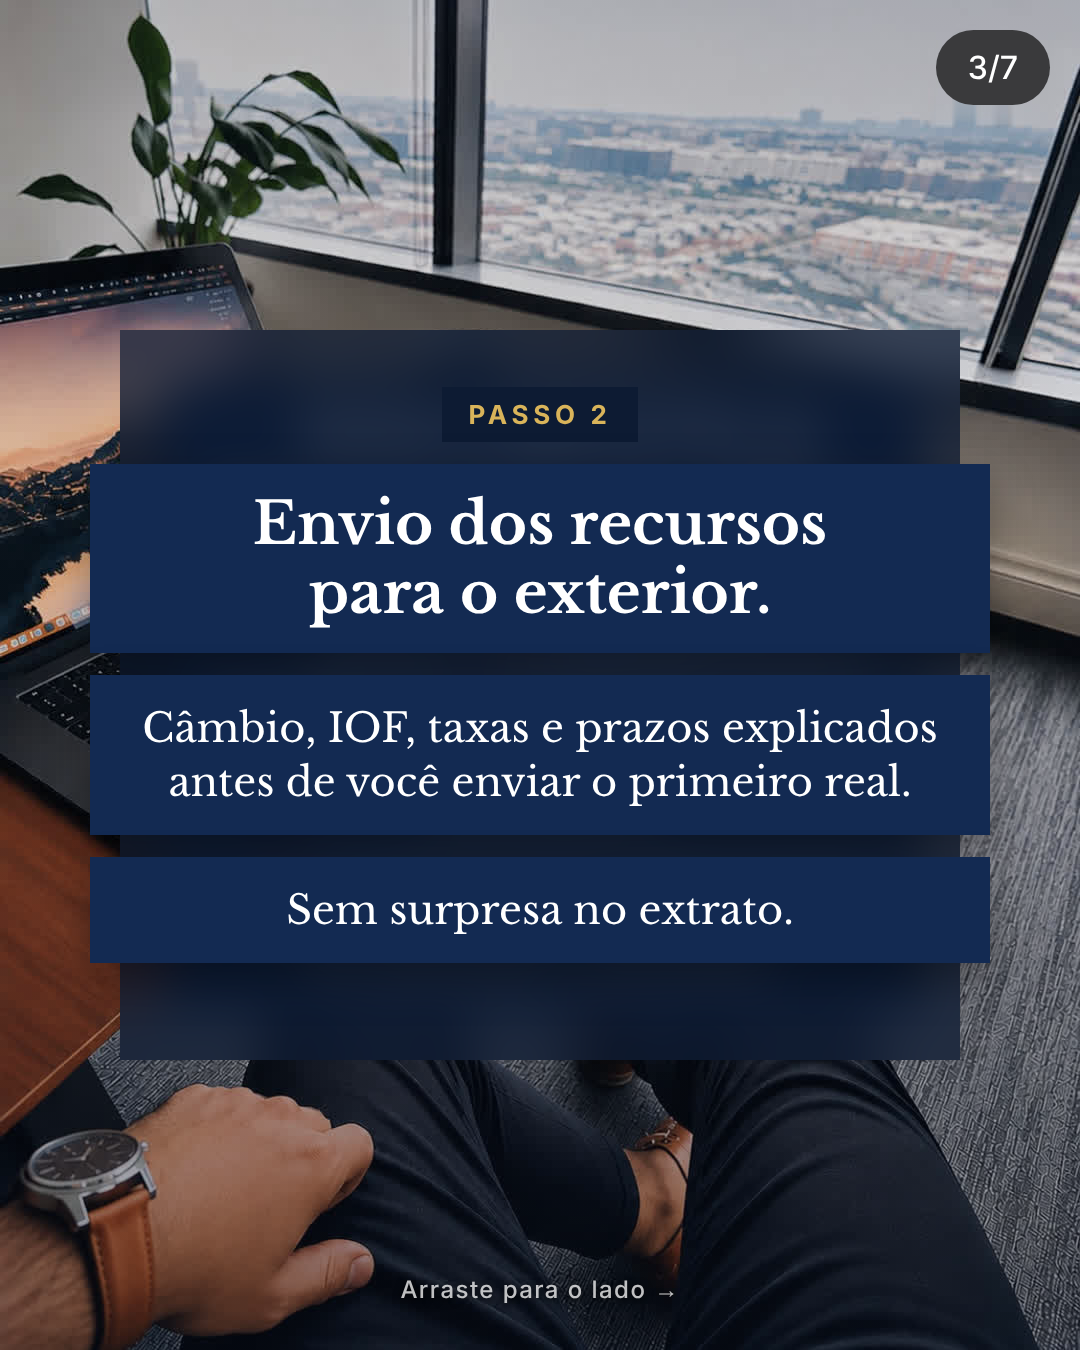 3/7
PASSO 2
Envio dos recursos
para o exterior.
Câmbio, IOF, taxas e prazos explicados
antes de você enviar o primeiro real.
Sem surpresa no extrato.
Arraste para o lado →